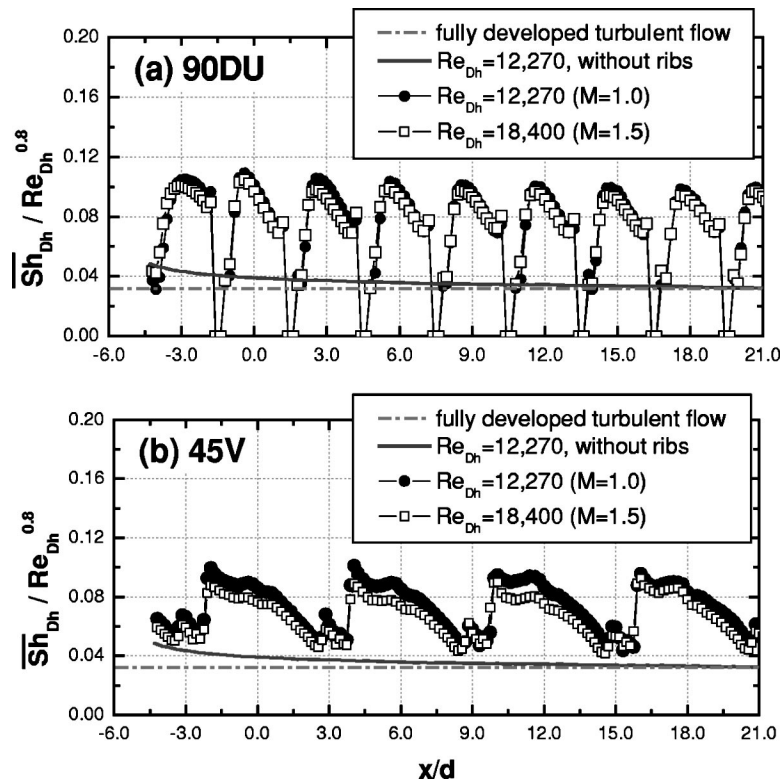 0.20
0.16
0.12
0.08
0.04
0.00
S̅h̅_Dh / Re_Dh^0.8
(a) 90DU
fully developed turbulent flow
Re_Dh=12,270, without ribs
Re_Dh=12,270 (M=1.0)
Re_Dh=18,400 (M=1.5)
-6.0 -3.0 0.0 3.0 6.0 9.0 12.0 15.0 18.0 21.0
0.20
0.16
0.12
0.08
0.04
0.00
S̅h̅_Dh / Re_Dh^0.8
(b) 45V
fully developed turbulent flow
Re_Dh=12,270, without ribs
Re_Dh=12,270 (M=1.0)
Re_Dh=18,400 (M=1.5)
-6.0 -3.0 0.0 3.0 6.0 9.0 12.0 15.0 18.0 21.0
x/d